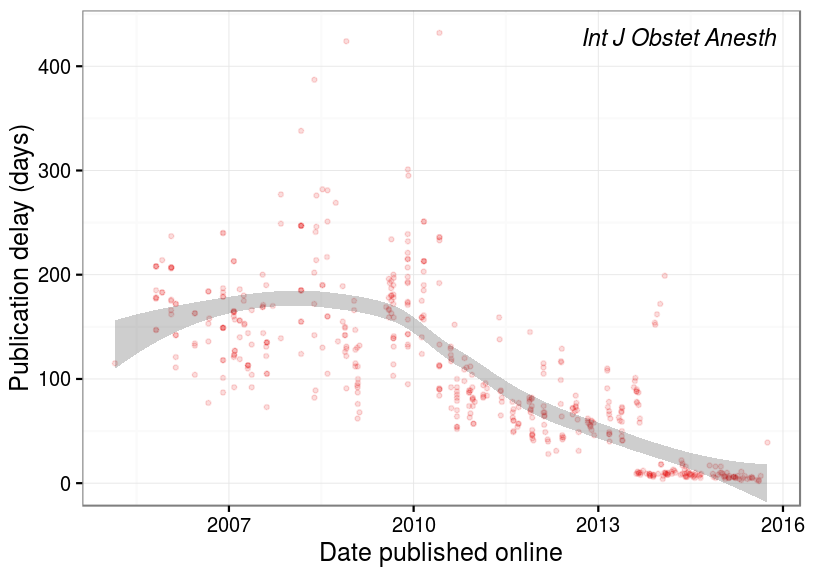 Int J Obstet Anesth
Publication delay (days)
400
300
200
100
0
2007 2010 2013 2016
Date published online